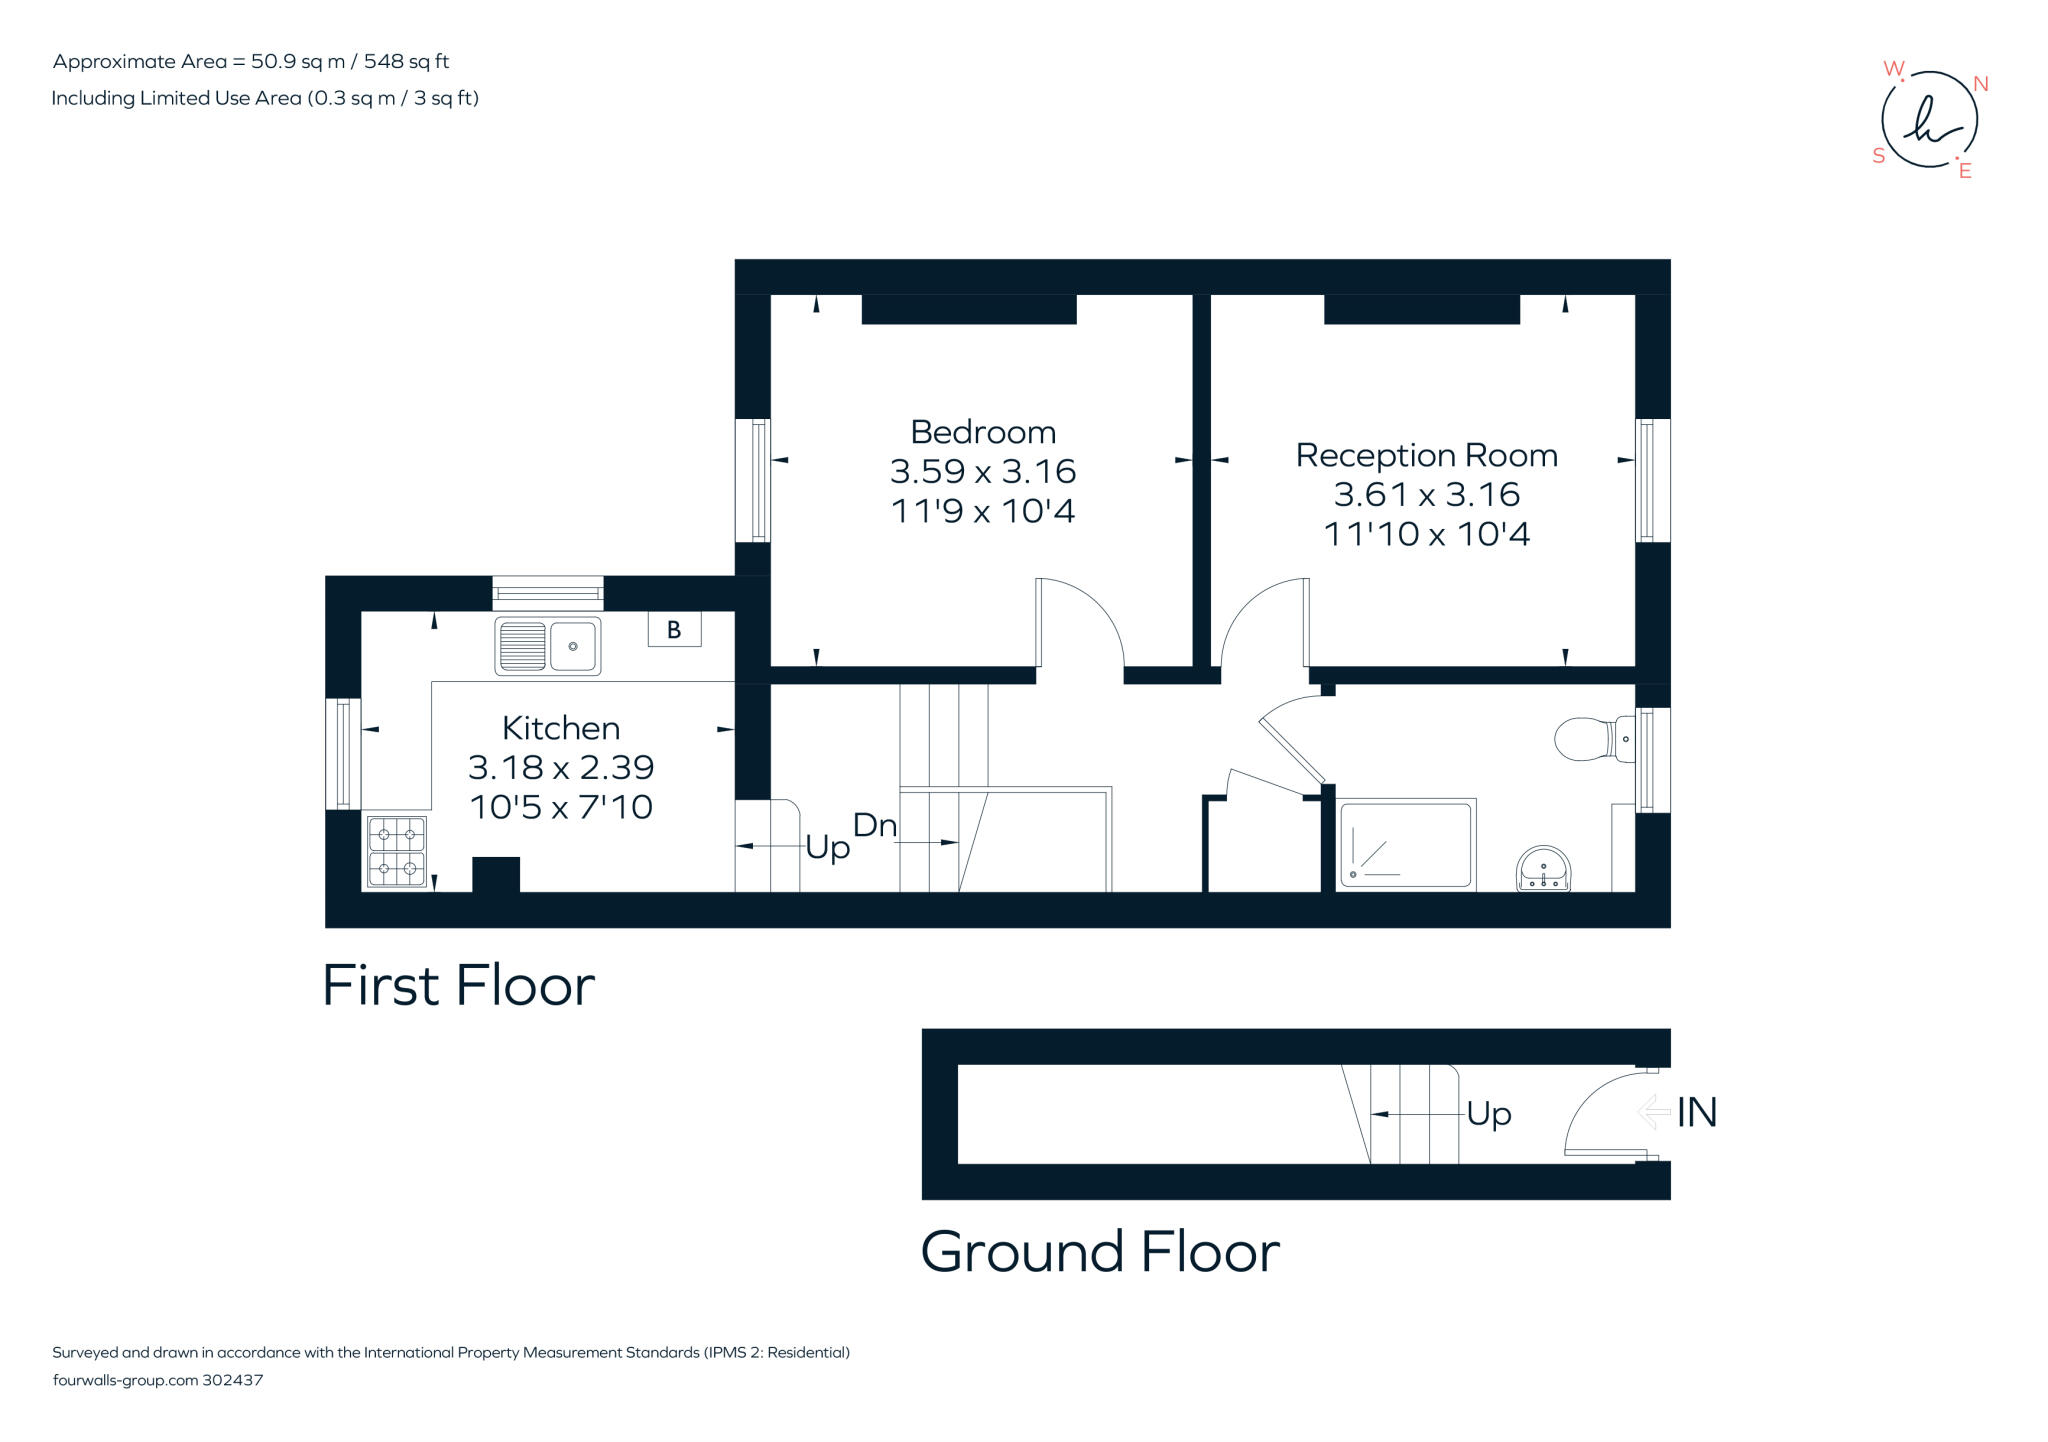 Approximate Area = 50.9 sq m / 548 sq ft
Including Limited Use Area (0.3 sq m / 3 sq ft)
W
N
S
E
Bedroom
3.59 x 3.16
11'9 x 10'4
Reception Room
3.61 x 3.16
11'10 x 10'4
B
Kitchen
3.18 x 2.39
10'5 x 7'10
Dn
Up
First Floor
Up
IN
Ground Floor
Surveyed and drawn in accordance with the International Property Measurement Standards (IPMS 2: Residential)
fourwalls-group.com 302437